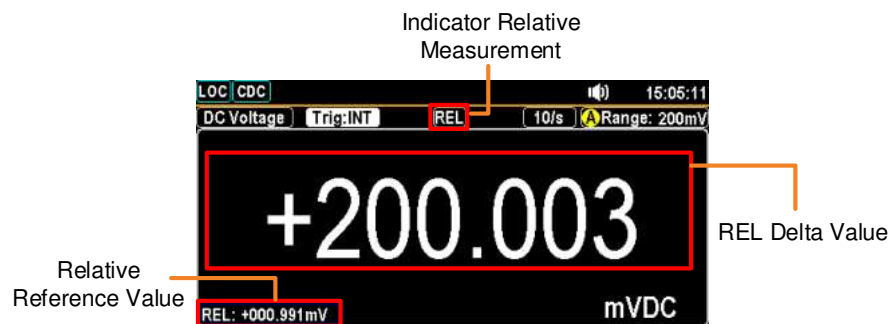 Indicator Relative
Measurement
LOC CDC 15:05:11
DC Voltage Trig:INT REL 10/s A Range: 200mV
+200.003
REL Delta Value
Relative
Reference Value
REL: +000.991mV mVDC